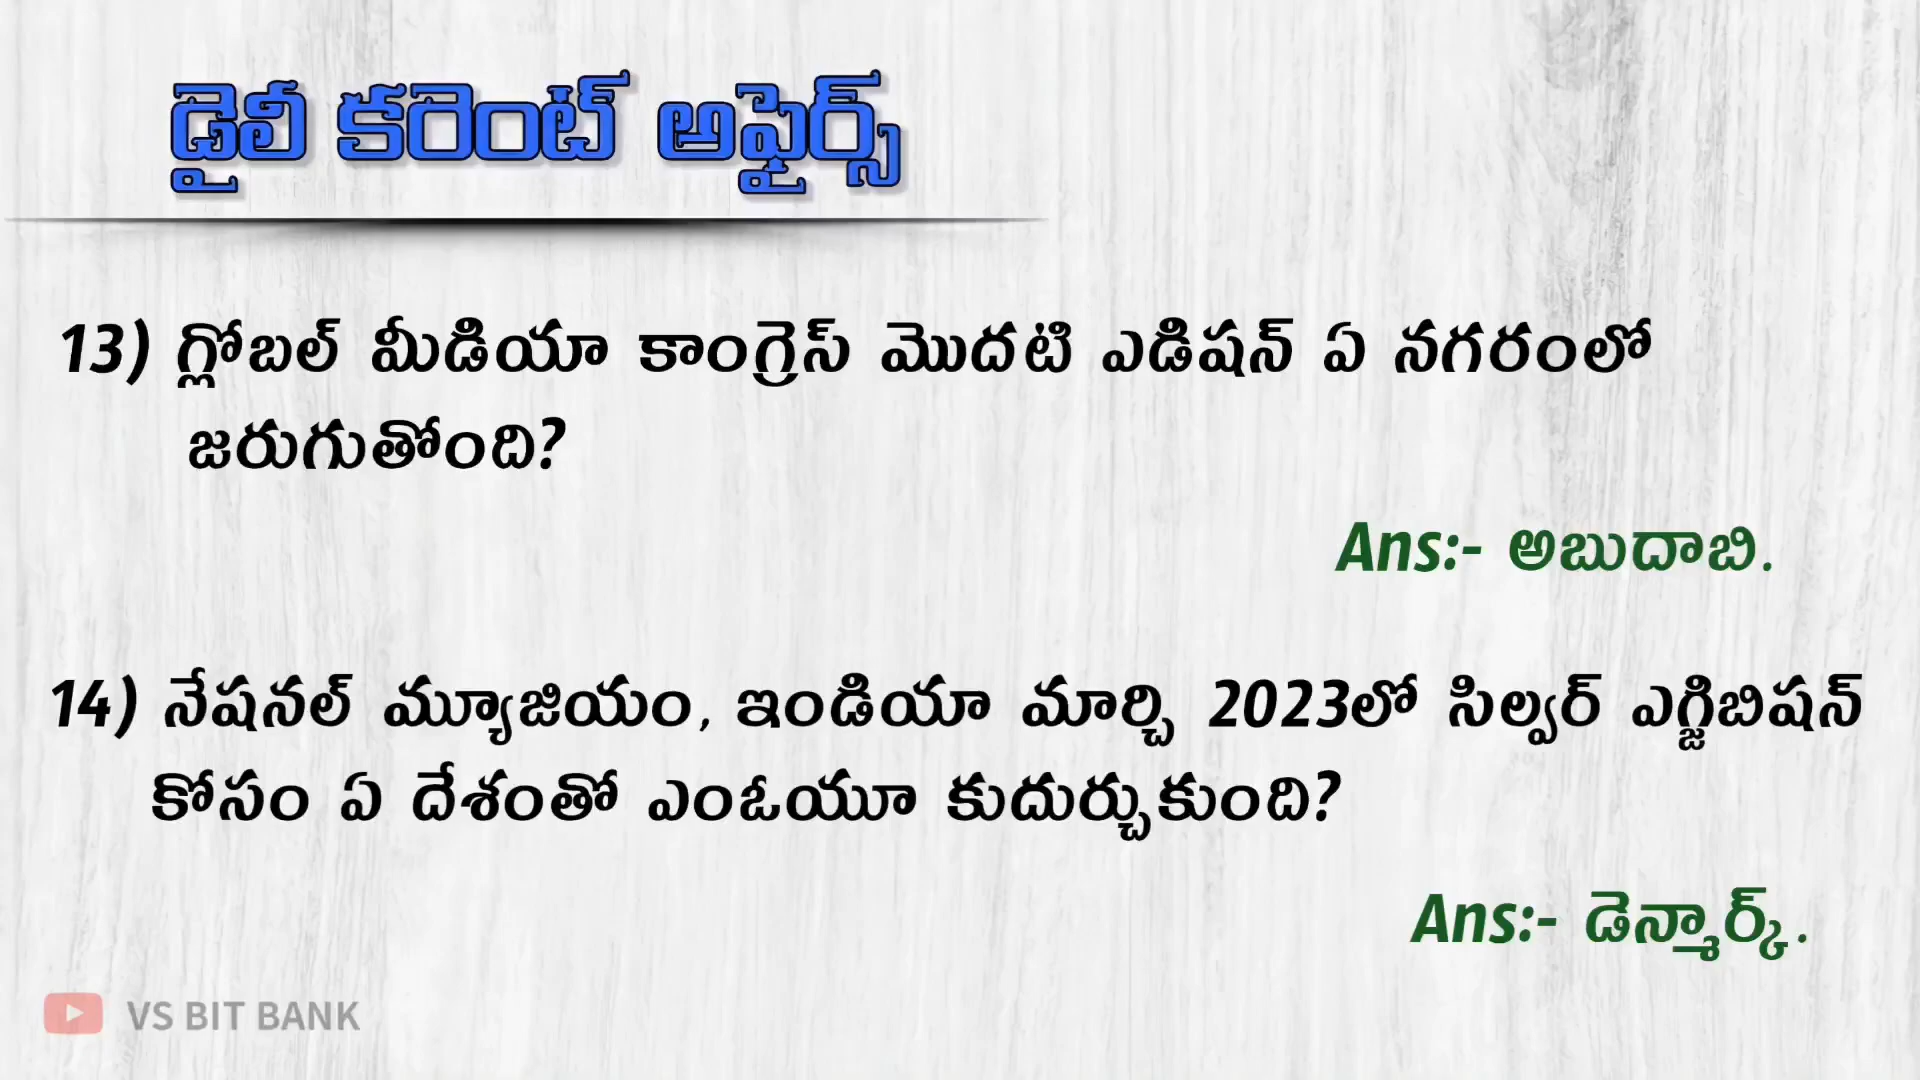 డైలీ కరెంట్ అఫైర్స్
13) గ్లోబల్ మీడియా కాంగ్రెస్ మొదటి ఎడిషన్ ఏ నగరంలో
జరుగుతోంది?
Ans:- అబుదాబి.
14) నేషనల్ మ్యూజియం, ఇండియా మార్చి 2023లో సిల్వర్ ఎగ్జిబిషన్
కోసం ఏ దేశంతో ఎంఓయూ కుదుర్చుకుంది?
Ans:- డెన్మార్క్.
VS BIT BANK